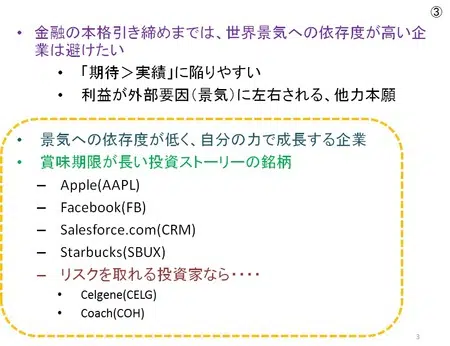 ③
• 金融の本格引き締めまでは、世界景気への依存度が高い企
業は避けたい
• 「期待＞実績」に陥りやすい
• 利益が外部要因（景気）に左右される、他力本願
• 景気への依存度が低く、自分の力で成長する企業
• 賞味期限が長い投資ストーリーの銘柄
– Apple(AAPL)
– Facebook(FB)
– Salesforce.com(CRM)
– Starbucks(SBUX)
– リスクを取れる投資家なら・・・・
• Celgene(CELG)
• Coach(COH)
3